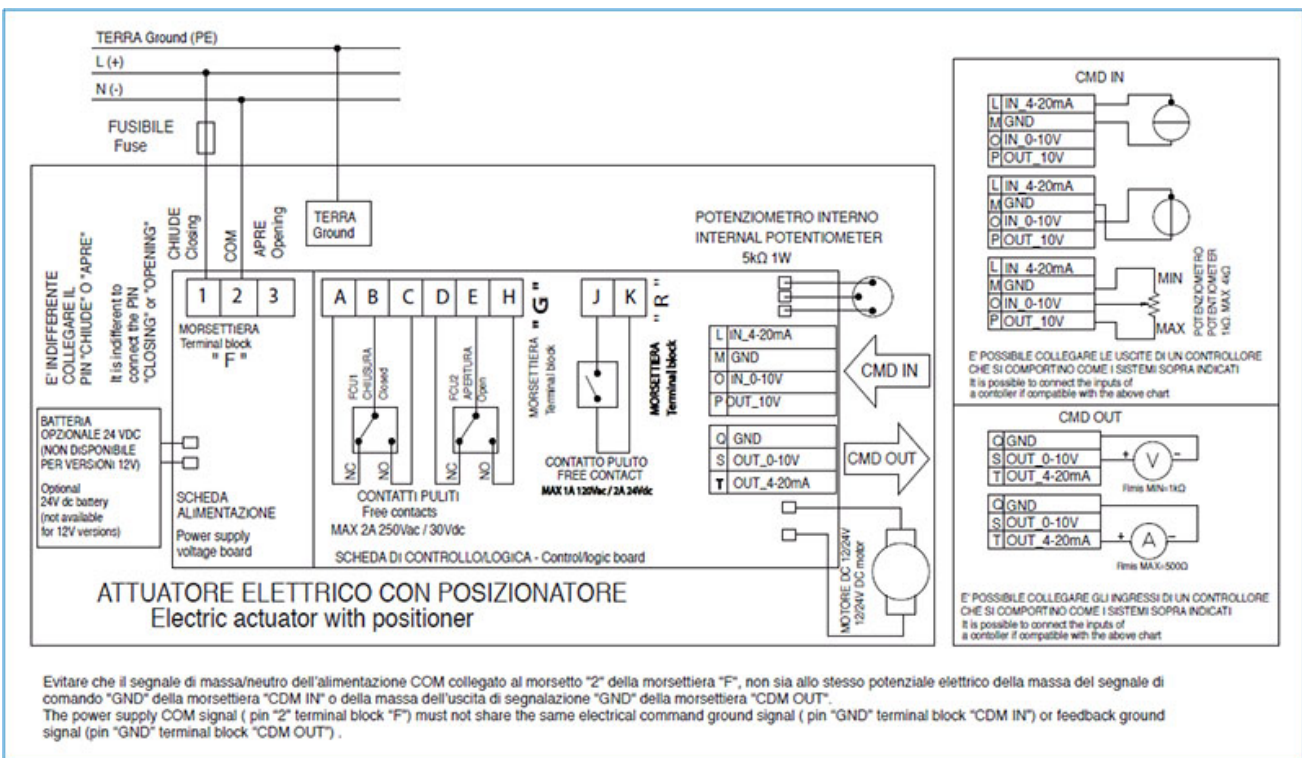 TERRA Ground (PE)
L (+)
N (-)
FUSIBILE
Fuse
E' INDIFFERENTE
COLLEGARE IL
PIN "CHIUDE" O "APRE"
It is indifferent to
connect the PIN
"CLOSING" or "OPENING"
CHIUDE
Closing
COM
APRE
Opening
TERRA
Ground
1 2 3
MORSETTIERA
Terminal block
" F "
BATTERIA
OPZIONALE 24 VDC
(NON DISPONIBILE
PER VERSIONI 12V)
Optional
24V dc battery
(not available
for 12V versions)
SCHEDA
ALIMENTAZIONE
Power supply
voltage board
A B C D E H
MORSETTIERA "G"
Terminal block
FCU1
CHIUSURA
Closed
NC NO
FCU2
APERTURA
Open
NC NO
CONTATTI PULITI
Free contacts
MAX 2A 250Vac / 30Vdc
J K
MORSETTIERA "R"
Terminal block
CONTATTO PULITO
FREE CONTACT
MAX 1A 120Vac / 2A 24Vdc
SCHEDA DI CONTROLLO/LOGICA - Control/logic board
POTENZIOMETRO INTERNO
INTERNAL POTENTIOMETER
5kΩ 1W
L IN_4-20mA
M GND
O IN_0-10V
P OUT_10V
CMD IN
Q GND
S OUT_0-10V
T OUT_4-20mA
CMD OUT
MOTORE DC 12/24V
12/24V DC motor
ATTUATORE ELETTRICO CON POSIZIONATORE
Electric actuator with positioner
CMD IN
L IN_4-20mA
M GND
O IN_0-10V
P OUT_10V
L IN_4-20mA
M GND
O IN_0-10V
P OUT_10V
L IN_4-20mA
M GND
O IN_0-10V
P OUT_10V
MIN
MAX
POTENZIOMETRO
POTENTIOMETER
1kΩ MAX 4kΩ
E' POSSIBILE COLLEGARE LE USCITE DI UN CONTROLLORE
CHE SI COMPORTINO COME I SISTEMI SOPRA INDICATI
It is possible to connect the inputs of
a contoller if compatible with the above chart
CMD OUT
Q GND
S OUT_0-10V
T OUT_4-20mA
+ V -
Rmis MIN=1kΩ
Q GND
S OUT_0-10V
T OUT_4-20mA
+ A -
Rmis MAX=500Ω
E' POSSIBILE COLLEGARE GLI INGRESSI DI UN CONTROLLORE
CHE SI COMPORTINO COME I SISTEMI SOPRA INDICATI
It is possible to connect the inputs of
a contoller if compatible with the above chart
Evitare che il segnale di massa/neutro dell'alimentazione COM collegato al morsetto "2" della morsettiera "F", non sia allo stesso potenziale elettrico della massa del segnale di
comando "GND" della morsettiera "CDM IN" o della massa dell'uscita di segnalazione "GND" della morsettiera "CDM OUT".
The power supply COM signal ( pin "2" terminal block "F") must not share the same electrical command ground signal ( pin "GND" terminal block "CDM IN") or feedback ground
signal (pin "GND" terminal block "CDM OUT") .